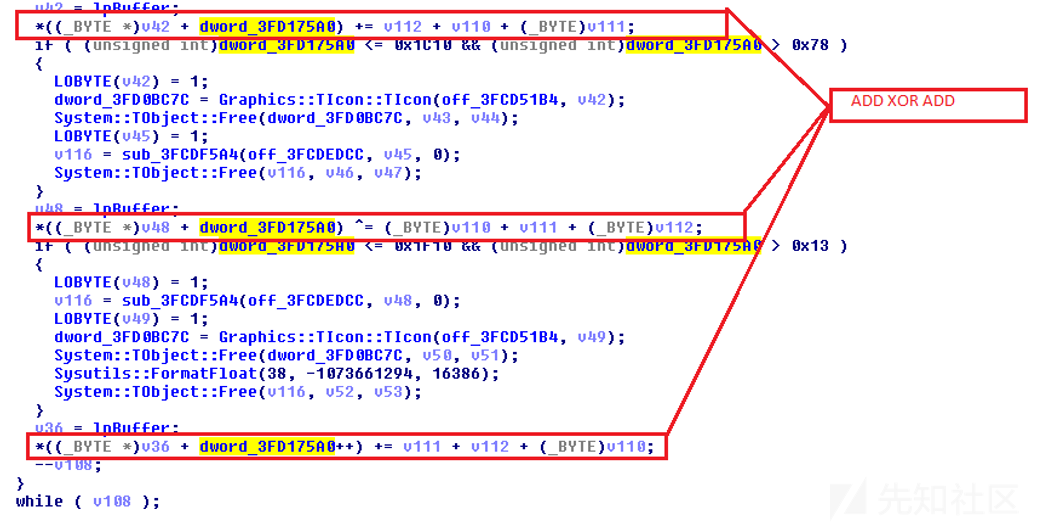 v42 = lpBuffer;
*((_BYTE *)v42 + dword_3FD175A0) += v112 + v110 + (_BYTE)v111;
if ( (unsigned int)dword_3FD175A0 <= 0x1C10 && (unsigned int)dword_3FD175A0 > 0x78 )
{
LOBYTE(v42) = 1;
dword_3FD0BC7C = Graphics::TIcon::TIcon(off_3FCD51B4, v42);
System::TObject::Free(dword_3FD0BC7C, v43, v44);
LOBYTE(v45) = 1;
v116 = sub_3FCDF5A4(off_3FCDEDCC, v45, 0);
System::TObject::Free(v116, v46, v47);
}
v48 = lpBuffer;
*((_BYTE *)v48 + dword_3FD175A0) ^= (_BYTE)v110 + v111 + (_BYTE)v112;
if ( (unsigned int)dword_3FD175A0 <= 0x1F10 && (unsigned int)dword_3FD175A0 > 0x13 )
{
LOBYTE(v48) = 1;
v116 = sub_3FCDF5A4(off_3FCDEDCC, v48, 0);
LOBYTE(v49) = 1;
dword_3FD0BC7C = Graphics::TIcon::TIcon(off_3FCD51B4, v49);
System::TObject::Free(dword_3FD0BC7C, v50, v51);
Sysutils::FormatFloat(38, -1073661294, 16386);
System::TObject::Free(v116, v52, v53);
}
v36 = lpBuffer;
*((_BYTE *)v36 + dword_3FD175A0++) += v111 + v112 + (_BYTE)v110;
--v108;
}
while ( v108 );
ADD XOR ADD
先知社区